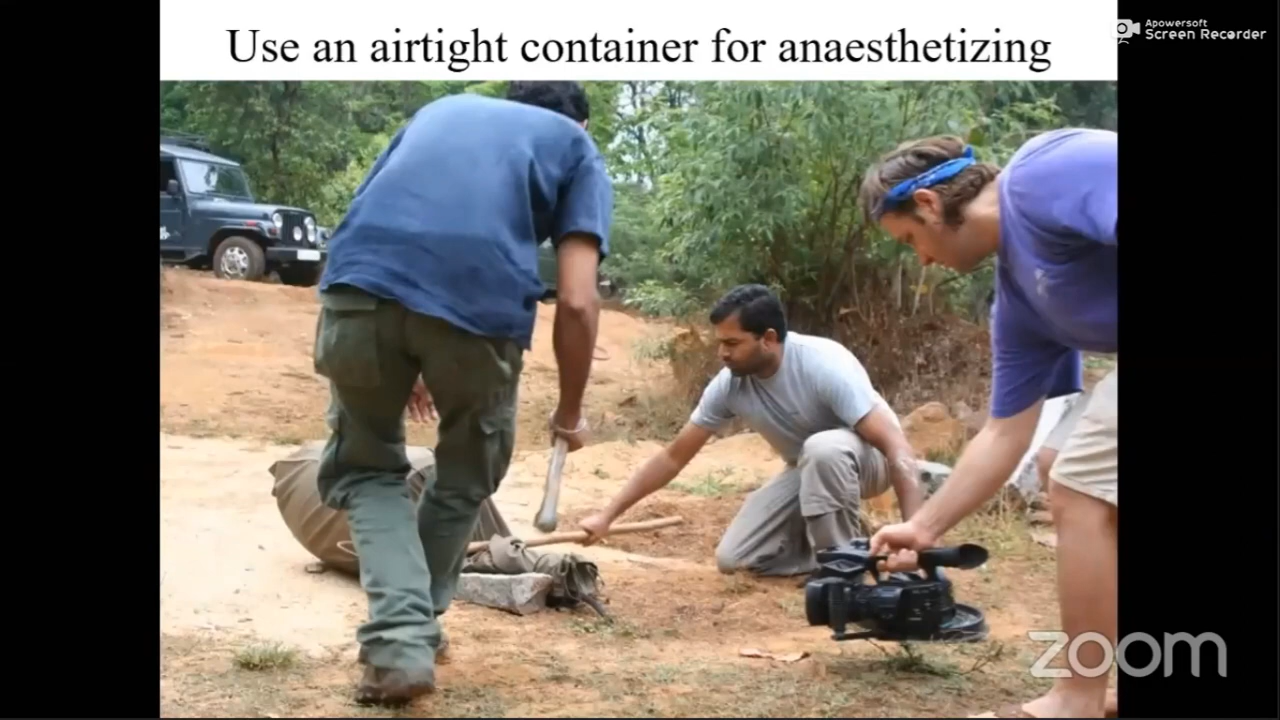 Use an airtight container for anaesthetizing
Apowersoft
Screen Recorder
zoom